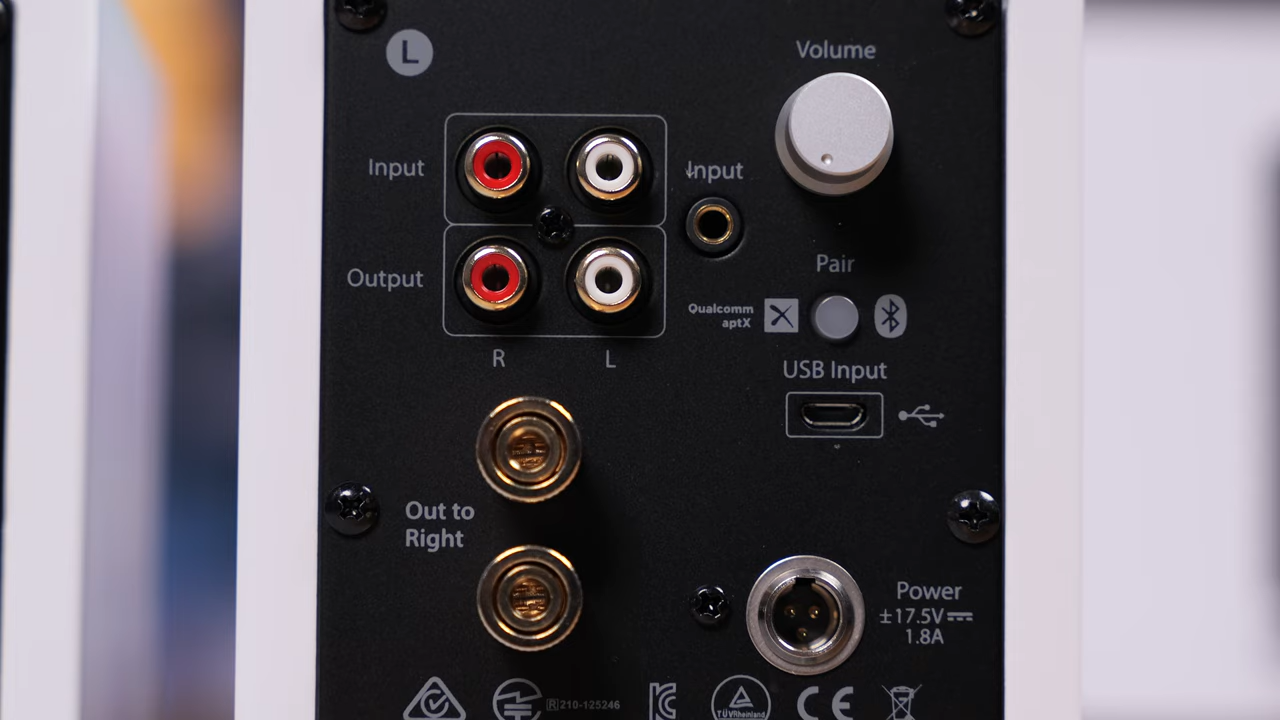 L
Volume
Input
Input
Output
Pair
Qualcomm
aptX
R
L
USB Input
Out to
Right
Power
±17.5V
1.8A
R 210-125246
TÜVRheinland
CE